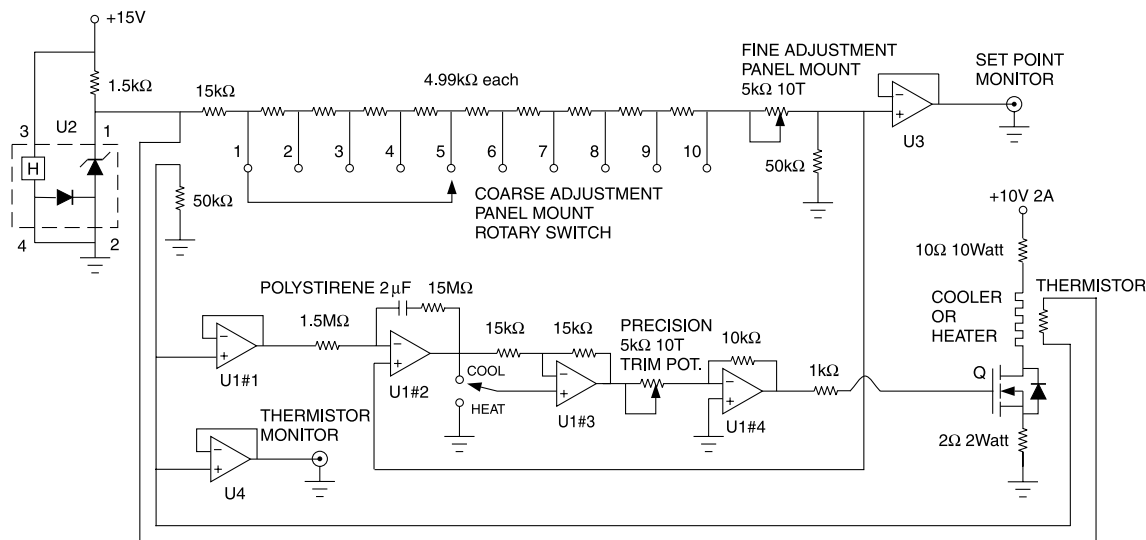 +15V
1.5kΩ
15kΩ
4.99kΩ each
FINE ADJUSTMENT
PANEL MOUNT
5kΩ 10T
SET POINT
MONITOR
U3
3
U2
1
H
4
2
50kΩ
1
2
3
4
5
6
7
8
9
10
COARSE ADJUSTMENT
PANEL MOUNT
ROTARY SWITCH
50kΩ
+10V 2A
10Ω 10Watt
COOLER
OR
HEATER
THERMISTOR
POLYSTIRENE 2μF
15MΩ
1.5MΩ
U1#1
U1#2
COOL
HEAT
15kΩ
15kΩ
U1#3
PRECISION
5kΩ 10T
TRIM POT.
10kΩ
U1#4
1kΩ
Q
2Ω 2Watt
THERMISTOR
MONITOR
U4